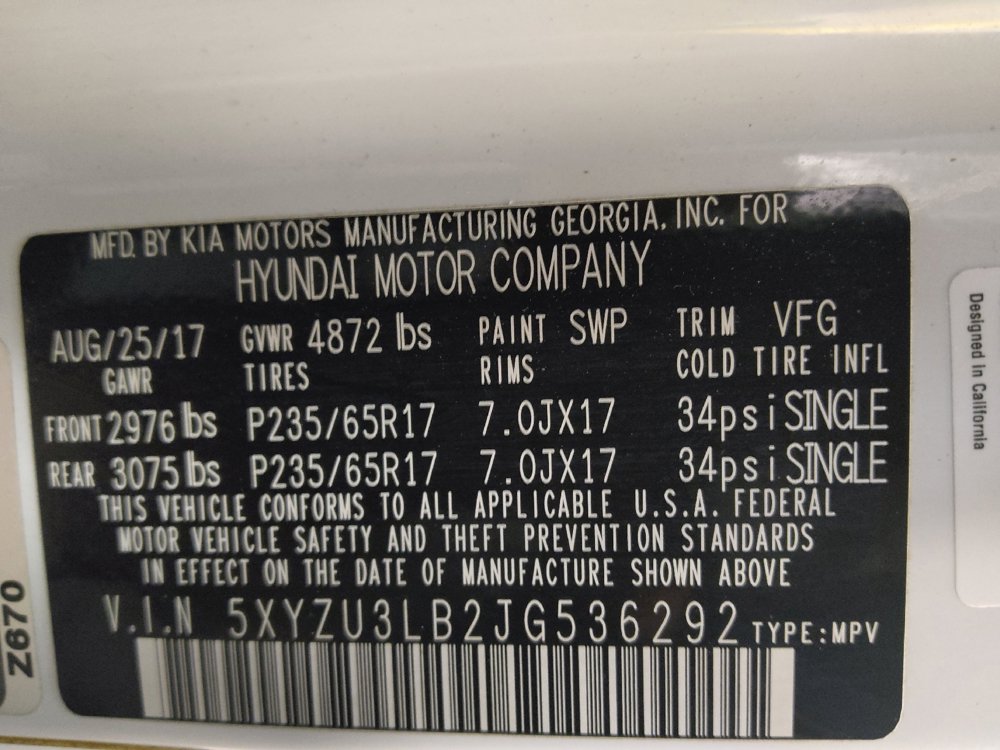 MFD. BY KIA MOTORS MANUFACTURING GEORGIA, INC. FOR
HYUNDAI MOTOR COMPANY
AUG/25/17 GVWR 4872 lbs PAINT SWP TRIM VFG
GAWR TIRES RIMS COLD TIRE INFL
FRONT 2976 lbs P235/65R17 7.0JX17 34psi SINGLE
REAR 3075 lbs P235/65R17 7.0JX17 34psi SINGLE
THIS VEHICLE CONFORMS TO ALL APPLICABLE U.S.A. FEDERAL
MOTOR VEHICLE SAFETY AND THEFT PREVENTION STANDARDS
IN EFFECT ON THE DATE OF MANUFACTURE SHOWN ABOVE
V.I.N 5XYZU3LB2JG536292 TYPE:MPV
Designed in California
Z670